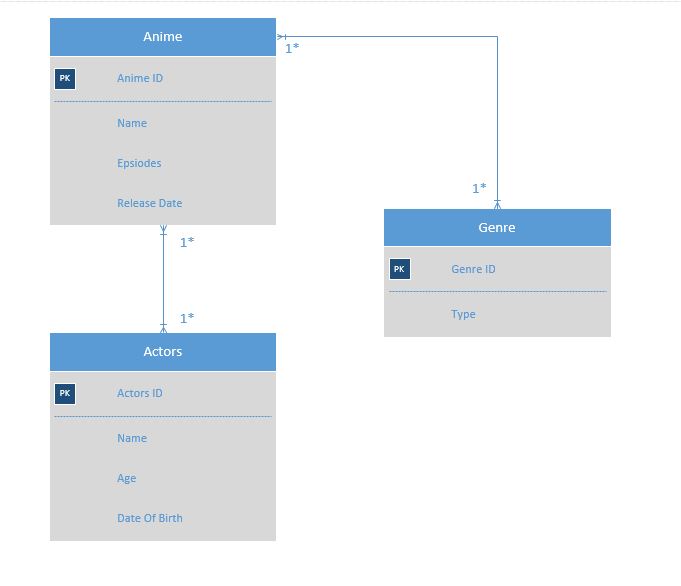 Anime
1*
PK Anime ID
Name
Epsiodes
Release Date
1*
1*
Genre
PK Genre ID
Type
1*
Actors
PK Actors ID
Name
Age
Date Of Birth